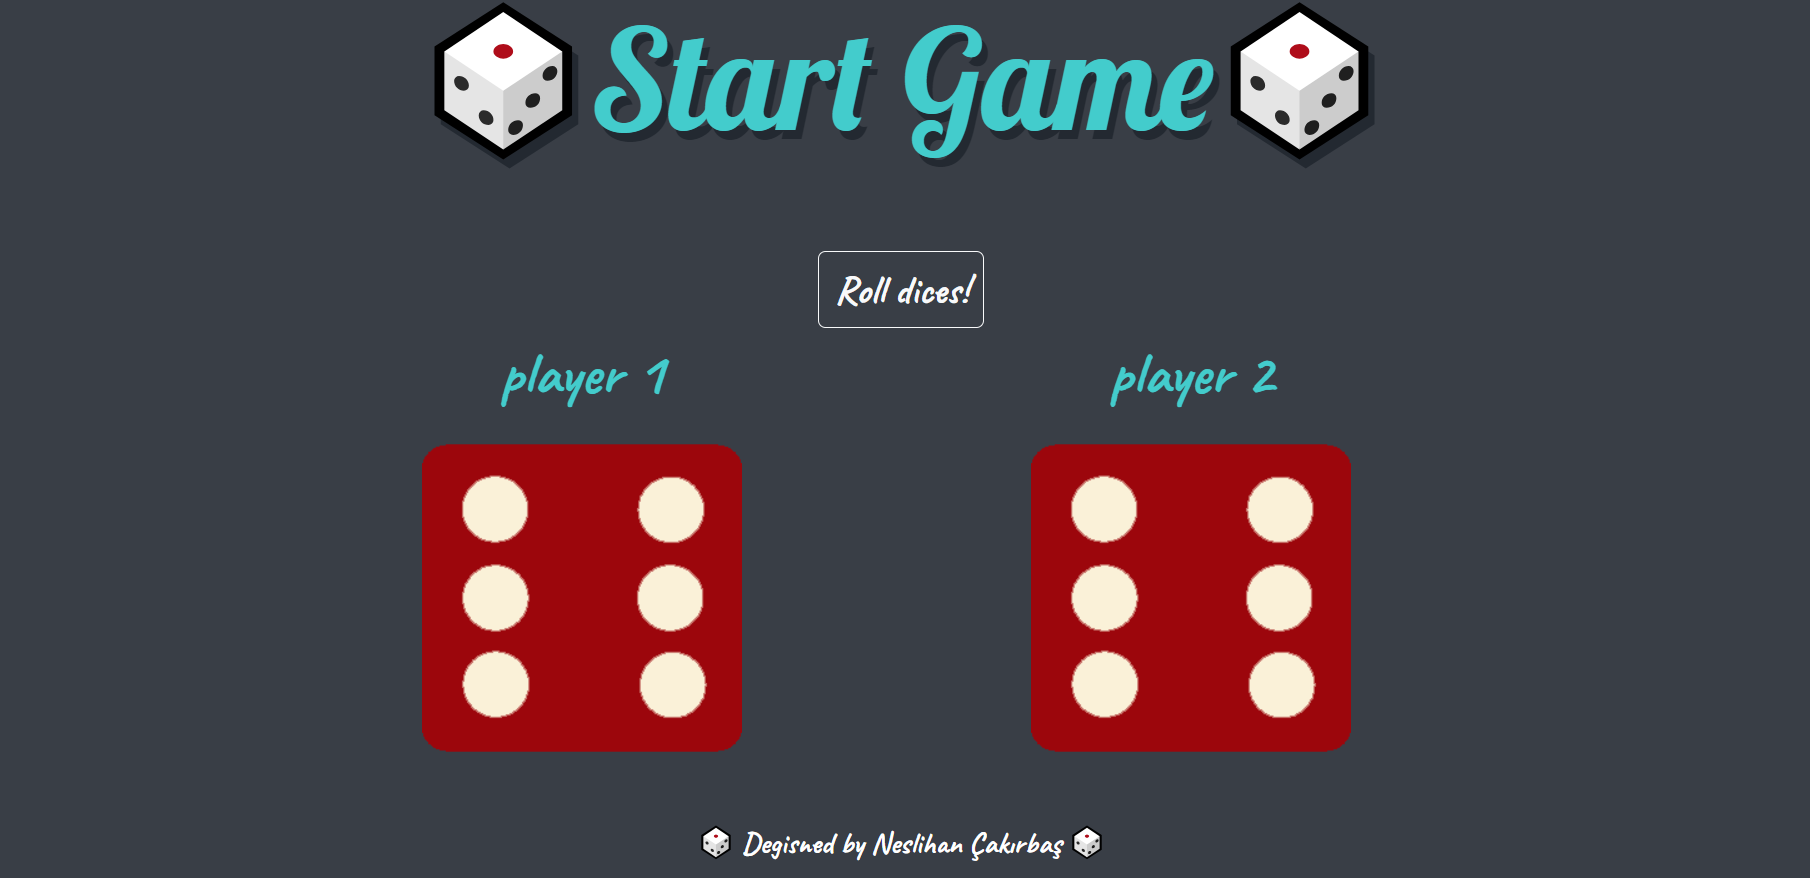 Start Game
Roll dices!
player 1
player 2
Degisned by Neslihan Çakırbaş